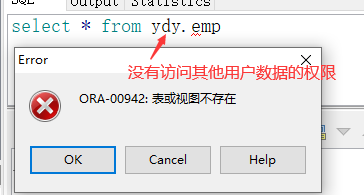 SQL Output Statistics
select * from ydy.emp
没有访问其他用户数据的权限
Error
ORA-00942: 表或视图不存在
OK Cancel Help